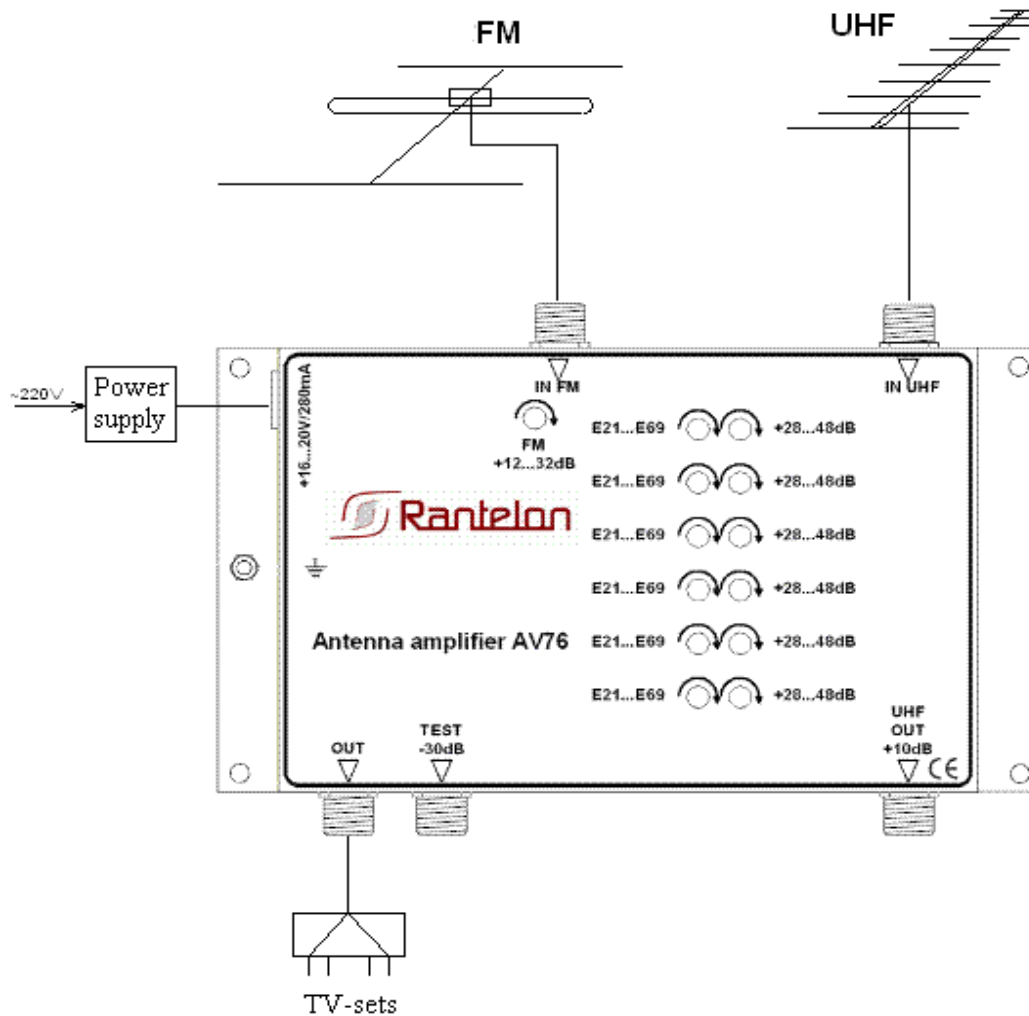 FM
UHF
~220V
Power
supply
+16...20V/280mA
IN FM
IN UHF
FM
+12...32dB
E21...E69 +28...48dB
E21...E69 +28...48dB
E21...E69 +28...48dB
E21...E69 +28...48dB
E21...E69 +28...48dB
E21...E69 +28...48dB
Rantelon
Antenna amplifier AV76
OUT
TEST
-30dB
UHF
OUT
+10dB
CE
TV-sets